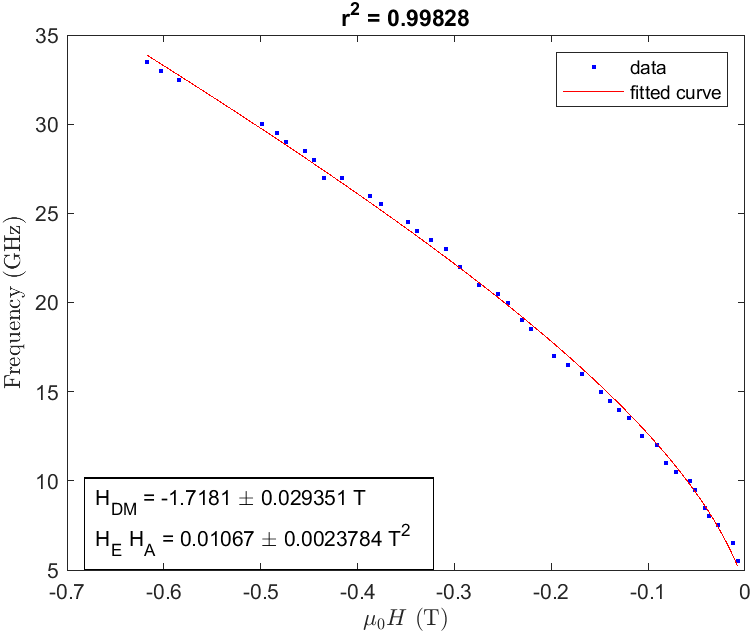 r² = 0.99828
35
30
25
20
15
10
5
Frequency (GHz)
data
fitted curve
H_DM = -1.7181 ± 0.029351 T
H_E H_A = 0.01067 ± 0.0023784 T²
-0.7 -0.6 -0.5 -0.4 -0.3 -0.2 -0.1 0
μ₀H (T)